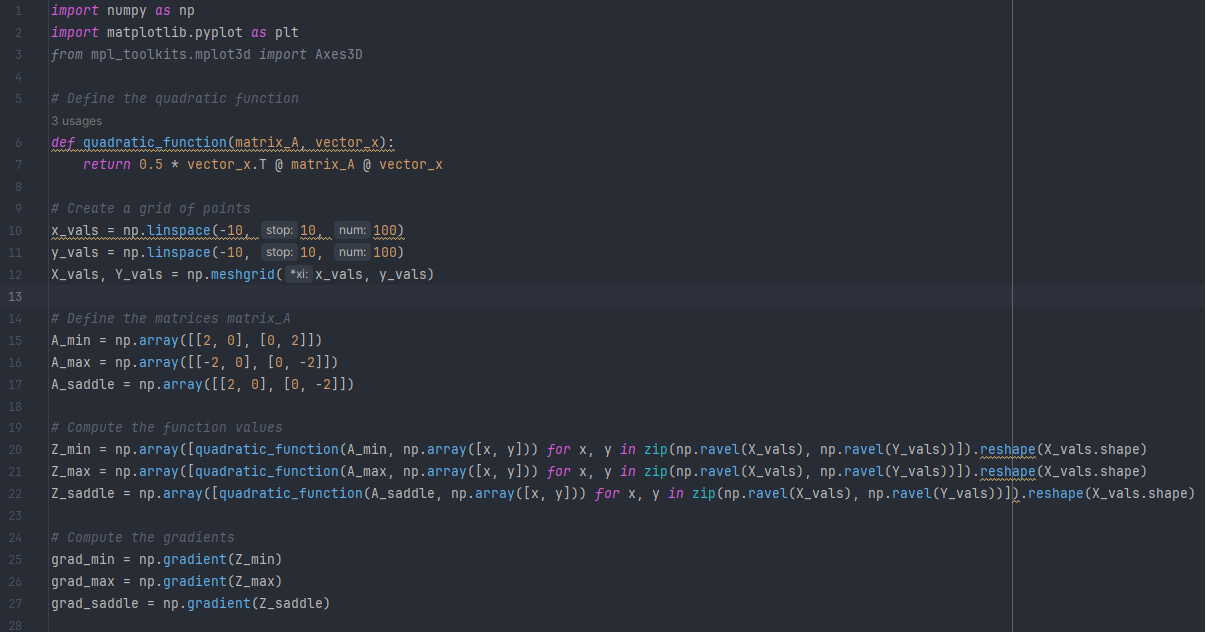 1 import numpy as np
2 import matplotlib.pyplot as plt
3 from mpl_toolkits.mplot3d import Axes3D
4
5 # Define the quadratic function
3 usages
6 def quadratic_function(matrix_A, vector_x):
7     return 0.5 * vector_x.T @ matrix_A @ vector_x
8
9 # Create a grid of points
10 x_vals = np.linspace(-10, stop: 10, num: 100)
11 y_vals = np.linspace(-10, stop: 10, num: 100)
12 X_vals, Y_vals = np.meshgrid( *xi: x_vals, y_vals)
13
14 # Define the matrices matrix_A
15 A_min = np.array([[2, 0], [0, 2]])
16 A_max = np.array([[-2, 0], [0, -2]])
17 A_saddle = np.array([[2, 0], [0, -2]])
18
19 # Compute the function values
20 Z_min = np.array([quadratic_function(A_min, np.array([x, y])) for x, y in zip(np.ravel(X_vals), np.ravel(Y_vals))]).reshape(X_vals.shape)
21 Z_max = np.array([quadratic_function(A_max, np.array([x, y])) for x, y in zip(np.ravel(X_vals), np.ravel(Y_vals))]).reshape(X_vals.shape)
22 Z_saddle = np.array([quadratic_function(A_saddle, np.array([x, y])) for x, y in zip(np.ravel(X_vals), np.ravel(Y_vals))]).reshape(X_vals.shape)
23
24 # Compute the gradients
25 grad_min = np.gradient(Z_min)
26 grad_max = np.gradient(Z_max)
27 grad_saddle = np.gradient(Z_saddle)
28